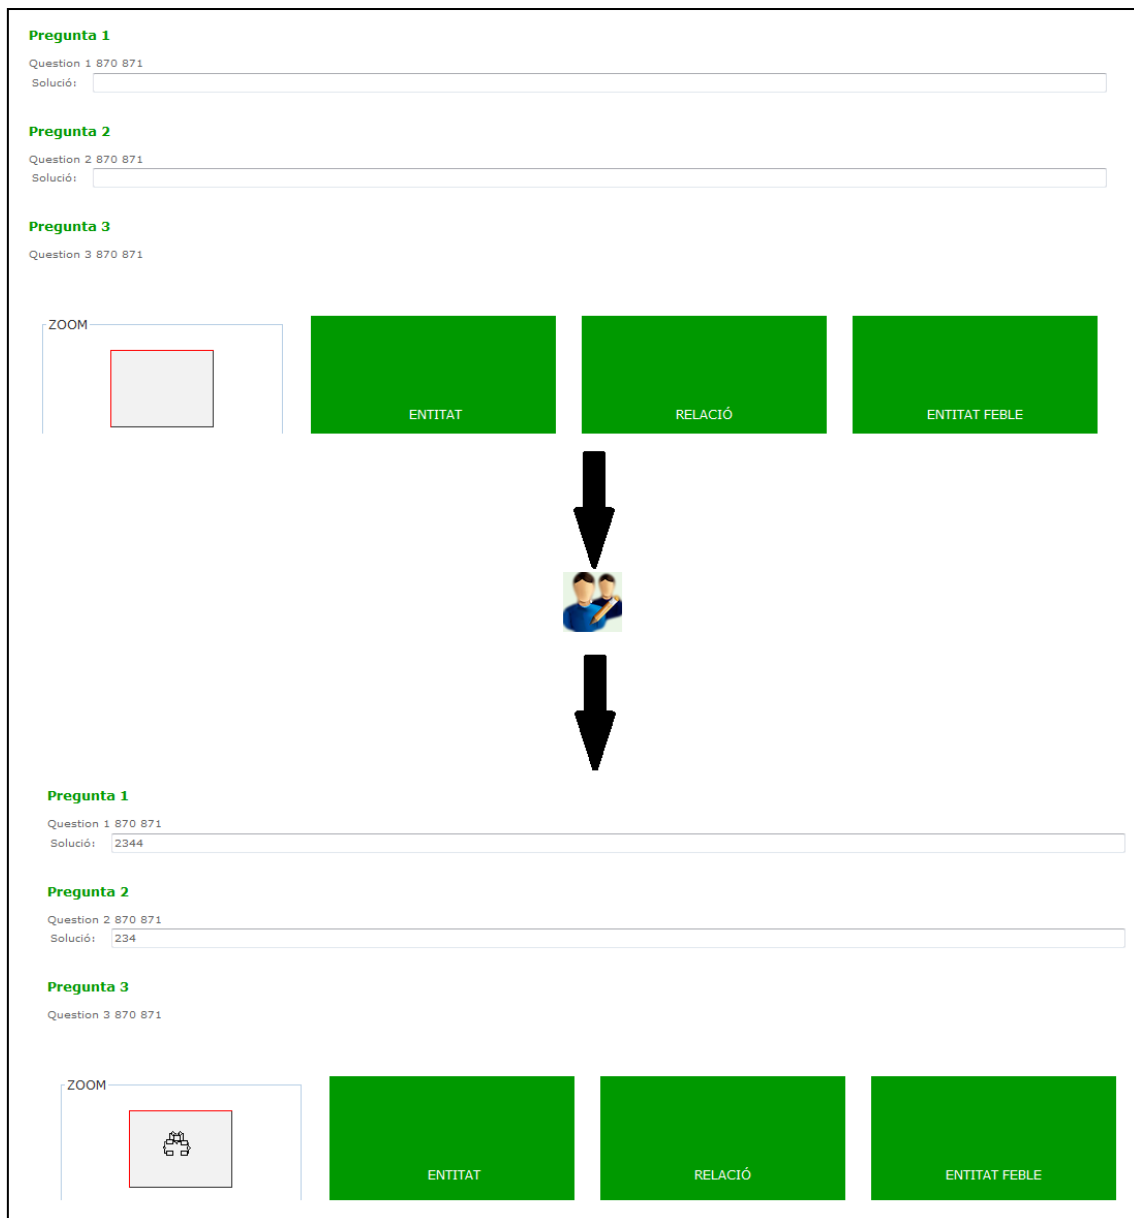 Pregunta 1
Question 1 870 871
Solució:
Pregunta 2
Question 2 870 871
Solució:
Pregunta 3
Question 3 870 871
ZOOM
ENTITAT RELACIÓ ENTITAT FEBLE
Pregunta 1
Question 1 870 871
Solució: 2344
Pregunta 2
Question 2 870 871
Solució: 234
Pregunta 3
Question 3 870 871
ZOOM
ENTITAT RELACIÓ ENTITAT FEBLE